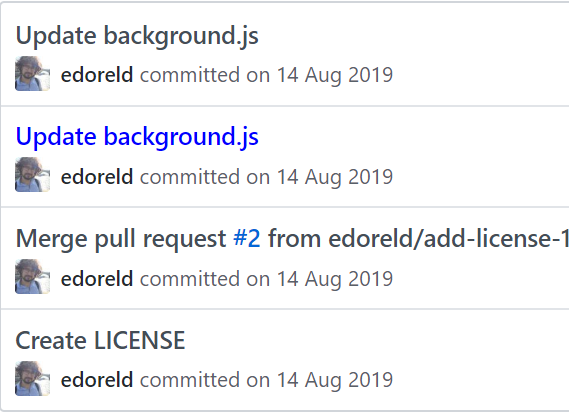 Update background.js
edoreld committed on 14 Aug 2019
Update background.js
edoreld committed on 14 Aug 2019
Merge pull request #2 from edoreld/add-license-1
edoreld committed on 14 Aug 2019
Create LICENSE
edoreld committed on 14 Aug 2019